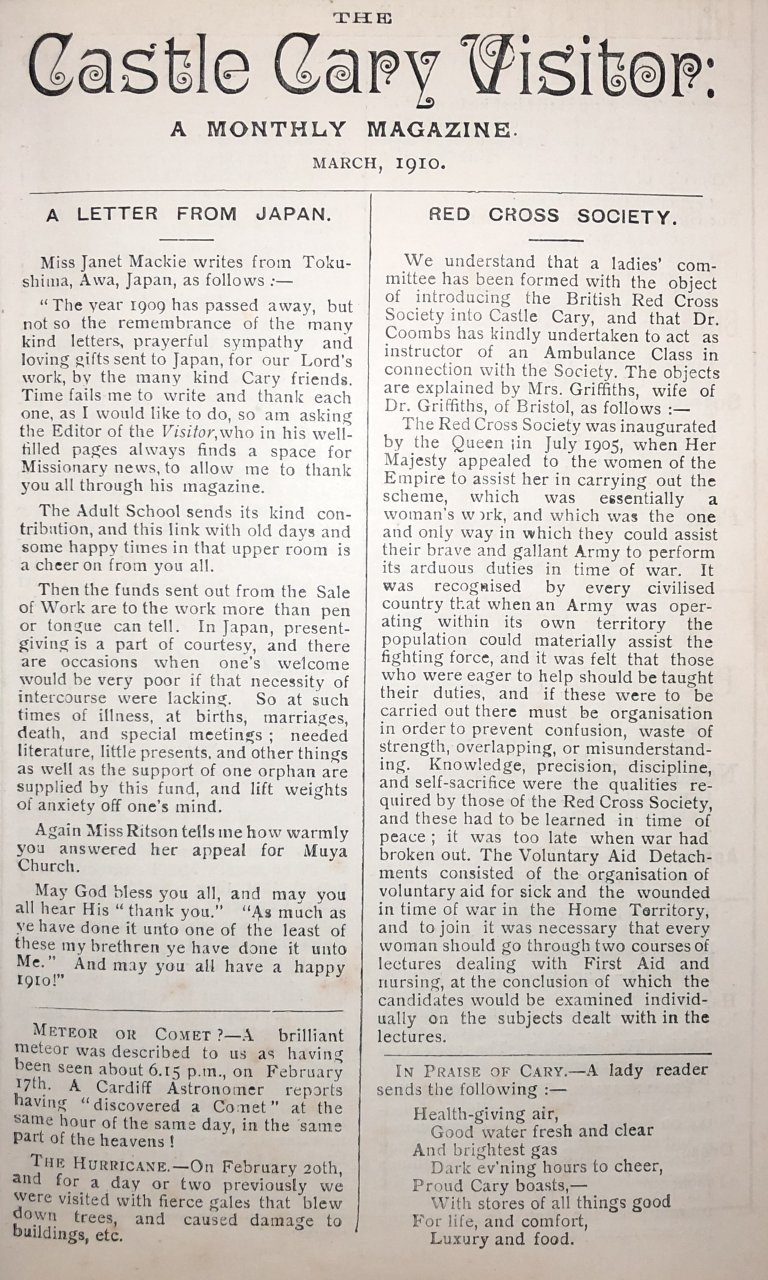 THE
Castle Cary Visitor:
A MONTHLY MAGAZINE.
MARCH, 1910.
A LETTER FROM JAPAN.
Miss Janet Mackie writes from Toku-
shima, Awa, Japan, as follows :—
“The year 1909 has passed away, but
not so the remembrance of the many
kind letters, prayerful sympathy and
loving gifts sent to Japan, for our Lord's
work, by the many kind Cary friends.
Time fails me to write and thank each
one, as I would like to do, so am asking
the Editor of the Visitor, who in his well-
filled pages always finds a space for
Missionary news, to allow me to thank
you all through his magazine.
The Adult School sends its kind con-
tribution, and this link with old days and
some happy times in that upper room is
a cheer on from you all.
Then the funds sent out from the Sale
of Work are to the work more than pen
or tongue can tell. In Japan, present-
giving is a part of courtesy, and there
are occasions when one's welcome
would be very poor if that necessity of
intercourse were lacking. So at such
times of illness, at births, marriages,
death, and special meetings ; needed
literature, little presents, and other things
as well as the support of one orphan are
supplied by this fund, and lift weights
of anxiety off one's mind.
Again Miss Ritson tells me how warmly
you answered her appeal for Muya
Church.
May God bless you all, and may you
all hear His “thank you.” “As much as
ye have done it unto one of the least of
these my brethren ye have done it unto
Me.” And may you all have a happy
1910!”
METEOR OR COMET ?—A brilliant
meteor was described to us as having
been seen about 6.15 p.m., on February
17th. A Cardiff Astronomer reports
having “discovered a Comet” at the
same hour of the same day, in the same
part of the heavens !
THE HURRICANE.—On February 20th,
and for a day or two previously we
were visited with fierce gales that blew
down trees, and caused damage to
buildings, etc.
RED CROSS SOCIETY.
We understand that a ladies' com-
mittee has been formed with the object
of introducing the British Red Cross
Society into Castle Cary, and that Dr.
Coombs has kindly undertaken to act as
instructor of an Ambulance Class in
connection with the Society. The objects
are explained by Mrs. Griffiths, wife of
Dr. Griffiths, of Bristol, as follows :—
The Red Cross Society was inaugurated
by the Queen in July 1905, when Her
Majesty appealed to the women of the
Empire to assist her in carrying out the
scheme, which was essentially a
woman's work, and which was the one
and only way in which they could assist
their brave and gallant Army to perform
its arduous duties in time of war. It
was recognised by every civilised
country that when an Army was oper-
ating within its own territory the
population could materially assist the
fighting force, and it was felt that those
who were eager to help should be taught
their duties, and if these were to be
carried out there must be organisation
in order to prevent confusion, waste of
strength, overlapping, or misunderstand-
ing. Knowledge, precision, discipline,
and self-sacrifice were the qualities re-
quired by those of the Red Cross Society,
and these had to be learned in time of
peace ; it was too late when war had
broken out. The Voluntary Aid Detach-
ments consisted of the organisation of
voluntary aid for sick and the wounded
in time of war in the Home Territory,
and to join it was necessary that every
woman should go through two courses of
lectures dealing with First Aid and
nursing, at the conclusion of which the
candidates would be examined individ-
ually on the subjects dealt with in the
lectures.
IN PRAISE OF CARY.—A lady reader
sends the following :—
Health-giving air,
Good water fresh and clear
And brightest gas
Dark ev'ning hours to cheer,
Proud Cary boasts,—
With stores of all things good
For life, and comfort,
Luxury and food.